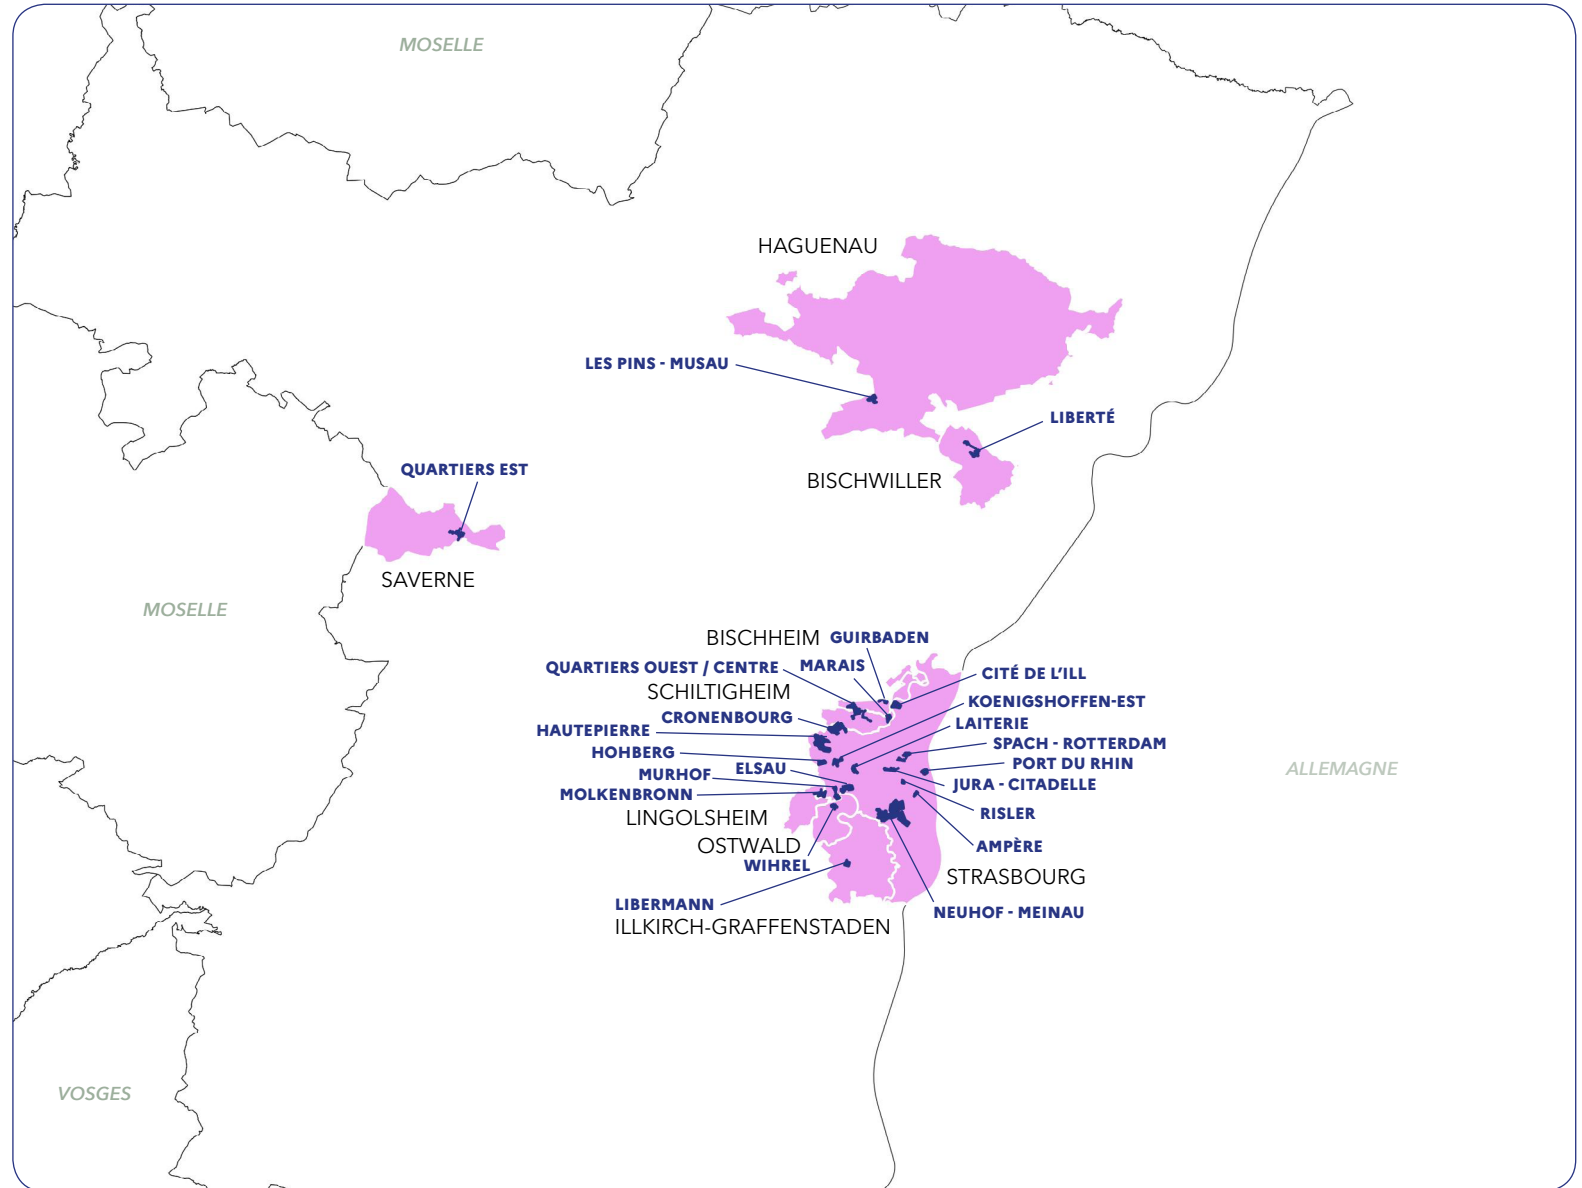 MOSELLE
HAGUENAU
LES PINS - MUSAU
LIBERTÉ
QUARTIERS EST
BISCHWILLER
SAVERNE
MOSELLE
BISCHHEIM
GUIRBADEN
QUARTIERS OUEST / CENTRE
MARAIS
CITÉ DE L'ILL
SCHILTIGHEIM
KOENIGSHOFFEN-EST
CRONENBOURG
LAITERIE
HAUTEPIERRE
SPACH - ROTTERDAM
HOHBERG
PORT DU RHIN
ELSAU
ALLEMAGNE
MURHOF
JURA - CITADELLE
MOLKENBRONN
RISLER
LINGOLSHEIM
OSTWALD
AMPÈRE
WIHREL
STRASBOURG
LIBERMANN
NEUHOF - MEINAU
ILLKIRCH-GRAFFENSTADEN
VOSGES